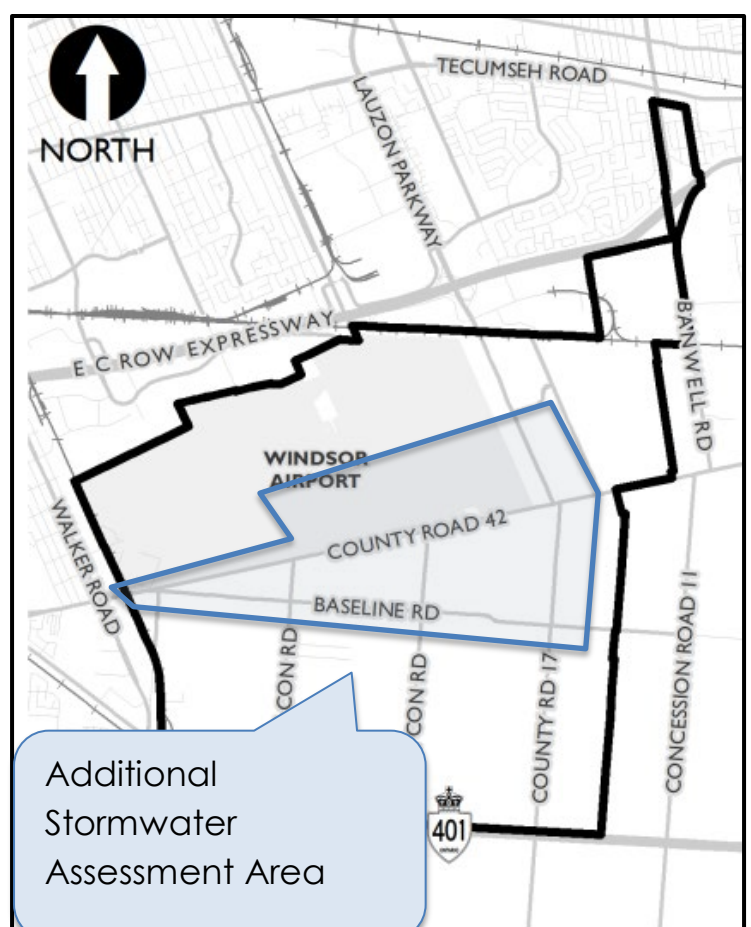 TECUMSEH ROAD
NORTH
LAUZON PARKWAY
E C ROW EXPRESSWAY
BANWELL RD
WINDSOR
AIRPORT
COUNTY ROAD 42
WALKER ROAD
BASELINE RD
CON RD
CON RD
COUNTY RD 17
CONCESSION ROAD 11
Additional
Stormwater
Assessment Area
401